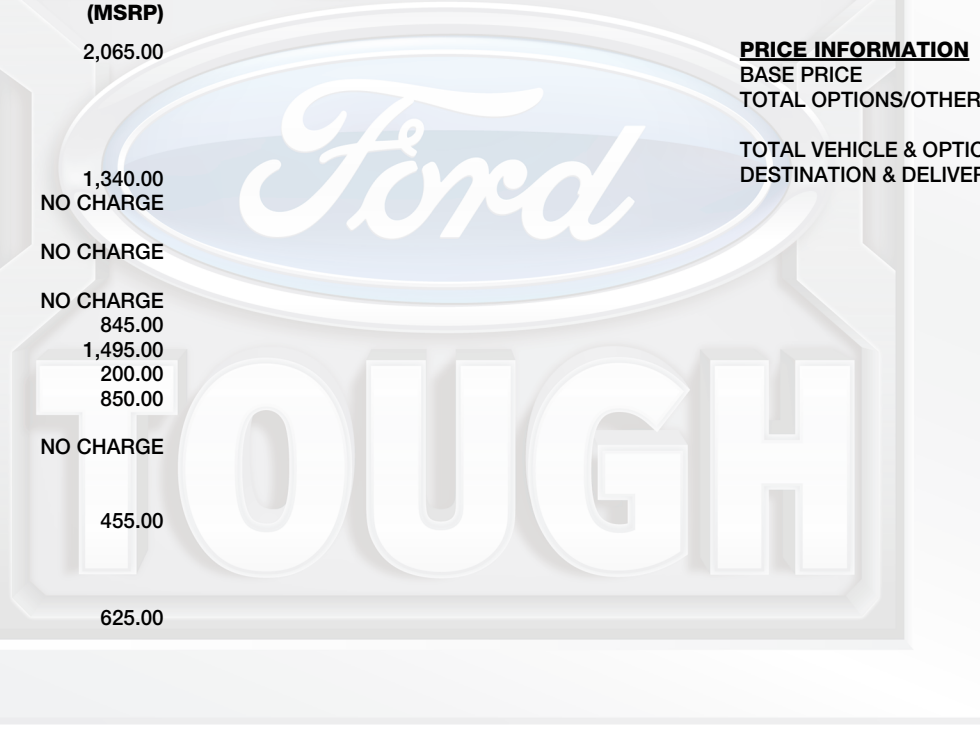 (MSRP)
2,065.00
1,340.00
NO CHARGE
NO CHARGE
NO CHARGE
845.00
1,495.00
200.00
850.00
NO CHARGE
455.00
625.00
PRICE INFORMATION
BASE PRICE
TOTAL OPTIONS/OTHER
TOTAL VEHICLE & OPTIO
DESTINATION & DELIVER
Ford
TOUGH